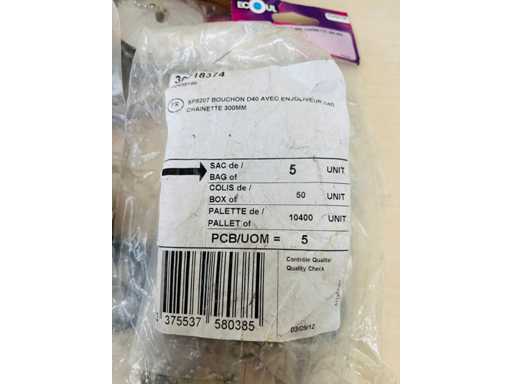 ECOSUL
18374
FR
SP8207 BOUCHON D40 AVEC ENJOLIVEUR
CHAINETTE 300MM
SAC de / BAG of 5 UNIT
COLIS de / BOX of 50 UNIT
PALETTE de / PALLET of 10400 UNIT
PCB/UOM = 5
Contrôle Qualité/
Quality Check
3 375537 580385
03/09/12